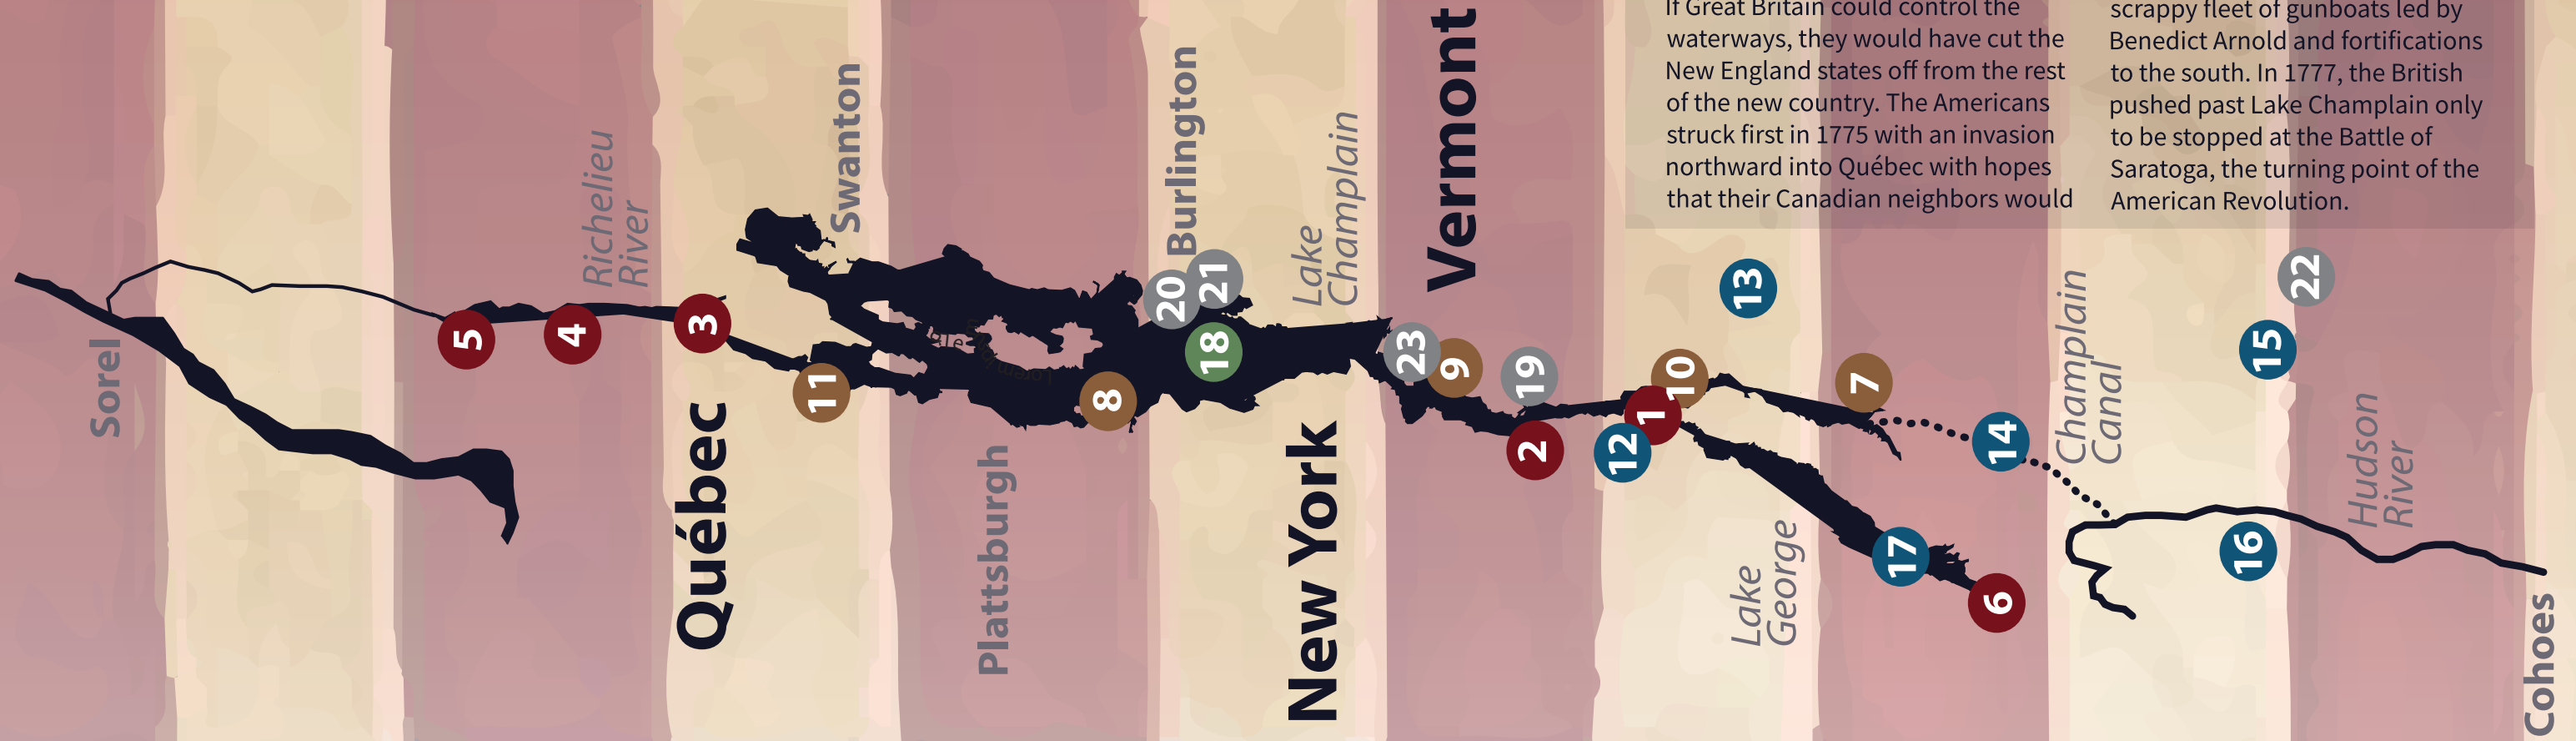 If Great Britain could control the
waterways, they would have cut the
New England states off from the rest
of the new country. The Americans
struck first in 1775 with an invasion
northward into Québec with hopes
that their Canadian neighbors would
scrappy fleet of gunboats led by
Benedict Arnold and fortifications
to the south. In 1777, the British
pushed past Lake Champlain only
to be stopped at the Battle of
Saratoga, the turning point of the
American Revolution.
Sorel
Richelieu
River
5
4
3
Québec
Swanton
11
Plattsburgh
8
Burlington
20
21
18
Lake
Champlain
New York
Vermont
23
9
19
2
12
1
10
13
7
Lake
George
17
6
14
Champlain
Canal
15
22
16
Hudson
River
Cohoes